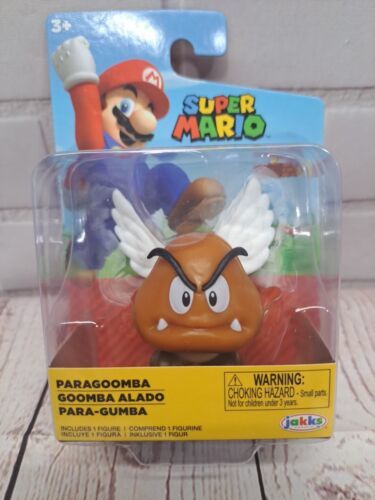 3+
M
SUPER
MARIO
PARAGOOMBA
GOOMBA ALADO
PARA-GUMBA
INCLUDES 1 FIGURE | COMPREND 1 FIGURINE
INCLUYE 1 FIGURA | INKLUSIVE 1 FIGUR
WARNING:
CHOKING HAZARD - Small parts
Not for children under 3 years.
jakks